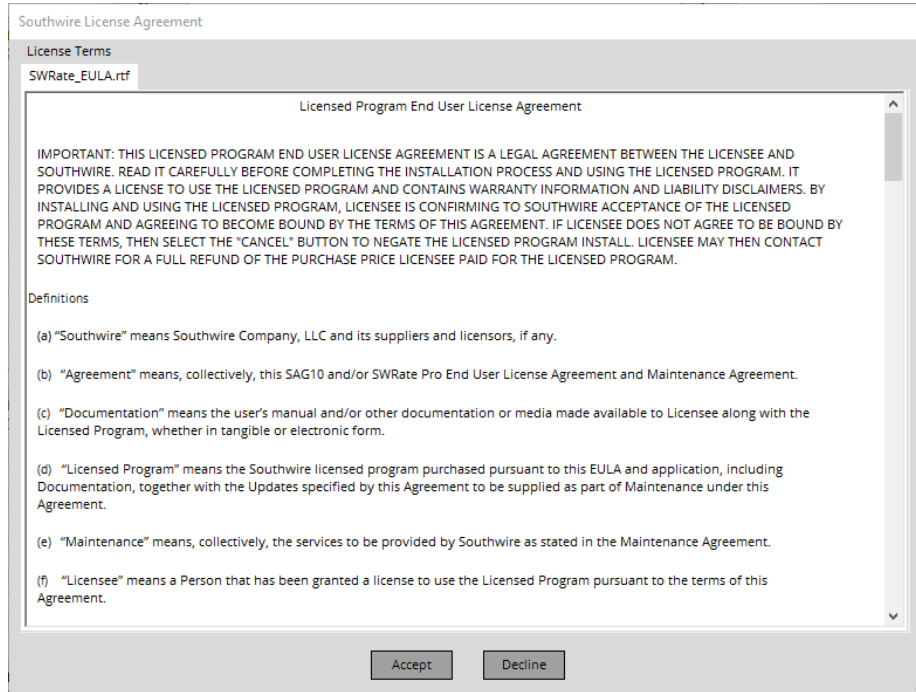 Southwire License Agreement
License Terms
SWRate_EULA.rtf
Licensed Program End User License Agreement
IMPORTANT: THIS LICENSED PROGRAM END USER LICENSE AGREEMENT IS A LEGAL AGREEMENT BETWEEN THE LICENSEE AND
SOUTHWIRE. READ IT CAREFULLY BEFORE COMPLETING THE INSTALLATION PROCESS AND USING THE LICENSED PROGRAM. IT
PROVIDES A LICENSE TO USE THE LICENSED PROGRAM AND CONTAINS WARRANTY INFORMATION AND LIABILITY DISCLAIMERS. BY
INSTALLING AND USING THE LICENSED PROGRAM, LICENSEE IS CONFIRMING TO SOUTHWIRE ACCEPTANCE OF THE LICENSED
PROGRAM AND AGREEING TO BECOME BOUND BY THE TERMS OF THIS AGREEMENT. IF LICENSEE DOES NOT AGREE TO BE BOUND BY
THESE TERMS, THEN SELECT THE "CANCEL" BUTTON TO NEGATE THE LICENSED PROGRAM INSTALL. LICENSEE MAY THEN CONTACT
SOUTHWIRE FOR A FULL REFUND OF THE PURCHASE PRICE LICENSEE PAID FOR THE LICENSED PROGRAM.
Definitions
(a) “Southwire” means Southwire Company, LLC and its suppliers and licensors, if any.
(b) “Agreement” means, collectively, this SAG10 and/or SWRate Pro End User License Agreement and Maintenance Agreement.
(c) “Documentation” means the user’s manual and/or other documentation or media made available to Licensee along with the
Licensed Program, whether in tangible or electronic form.
(d) “Licensed Program” means the Southwire licensed program purchased pursuant to this EULA and application, including
Documentation, together with the Updates specified by this Agreement to be supplied as part of Maintenance under this
Agreement.
(e) “Maintenance” means, collectively, the services to be provided by Southwire as stated in the Maintenance Agreement.
(f) “Licensee” means a Person that has been granted a license to use the Licensed Program pursuant to the terms of this
Agreement.
Accept
Decline